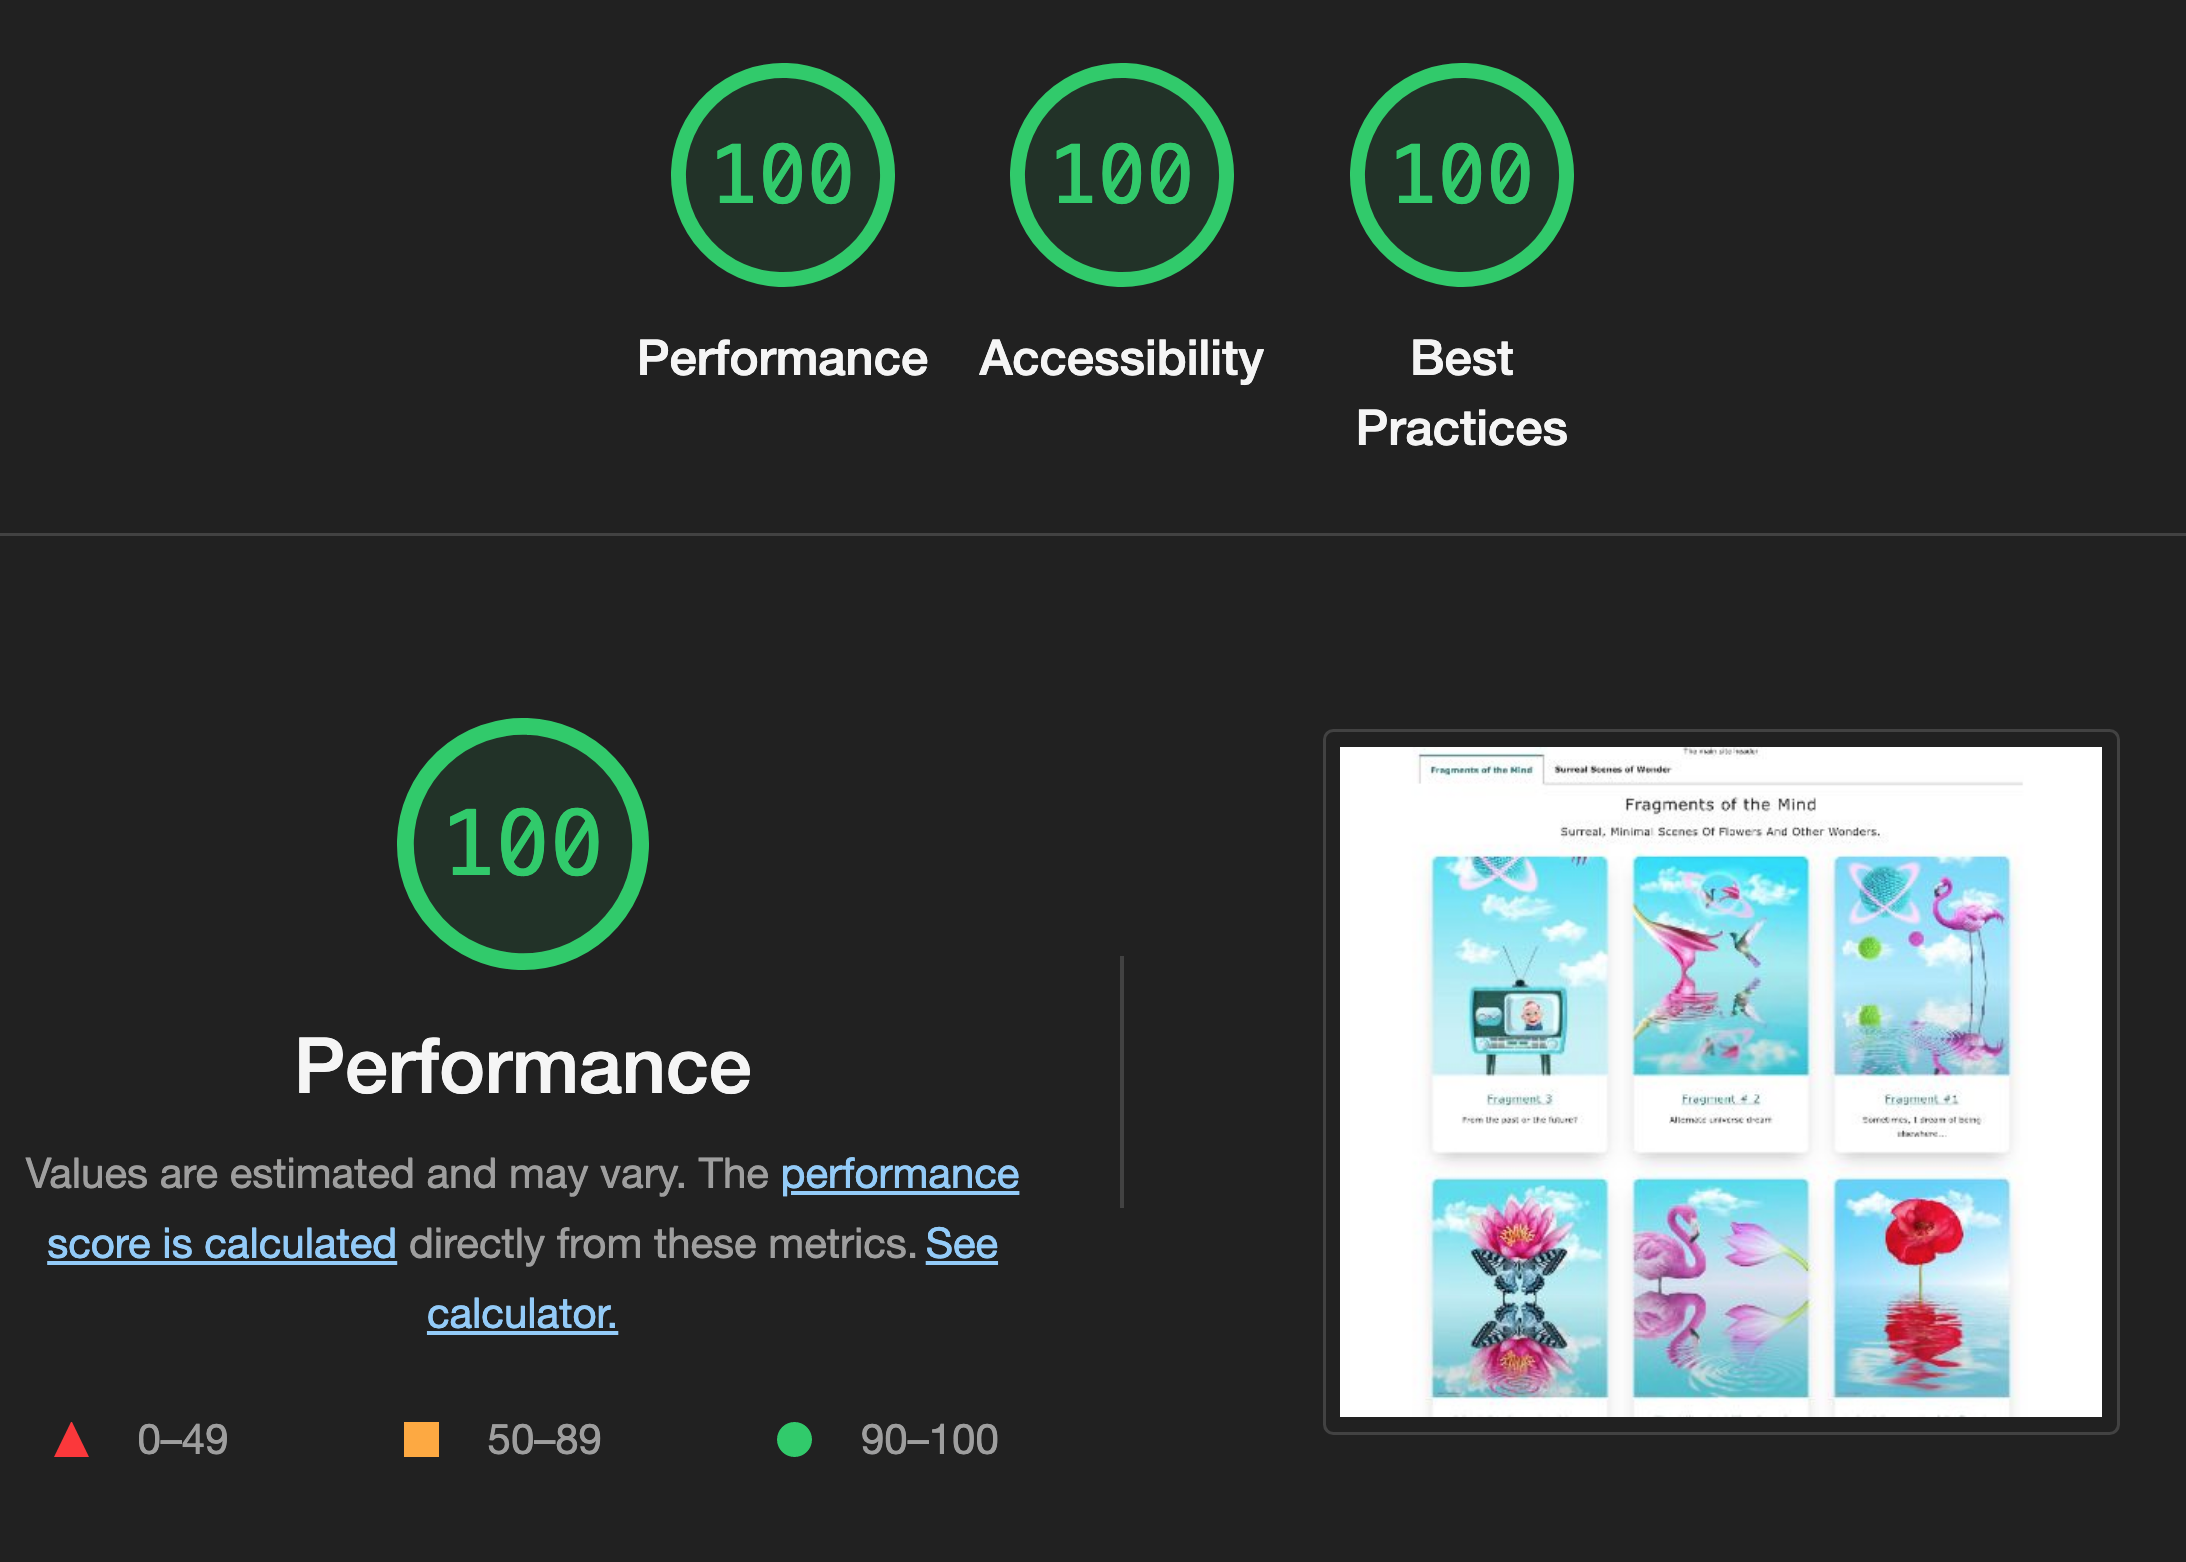 100
100
100
Performance
Accessibility
Best
Practices
100
Performance
Values are estimated and may vary. The performance
score is calculated directly from these metrics. See
calculator.
0–49
50–89
90–100
The main site header
Fragments of the Mind
Surreal Scenes of Wonder
Fragments of the Mind
Surreal, Minimal Scenes Of Flowers And Other Wonders.
Fragment 3
Fragment # 2
Fragment #1
From the past or the future?
Alternate universe dream
Sometimes, I dream of being
elsewhere...